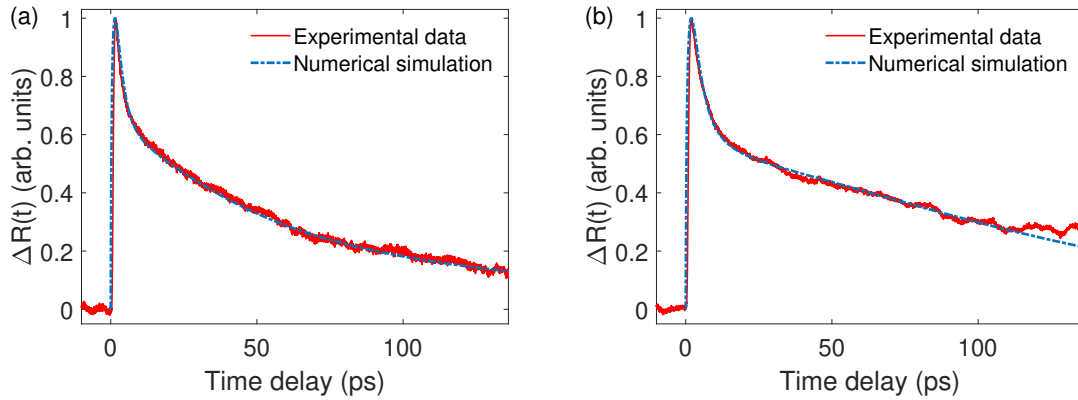 (a)
1
0.8
0.6
0.4
0.2
0
ΔR(t) (arb. units)
Experimental data
Numerical simulation
0
50
100
Time delay (ps)
(b)
1
0.8
0.6
0.4
0.2
0
ΔR(t) (arb. units)
Experimental data
Numerical simulation
0
50
100
Time delay (ps)